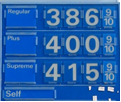 Regular
386 9/10
Plus
400 9/10
Supreme
415 9/10
Self